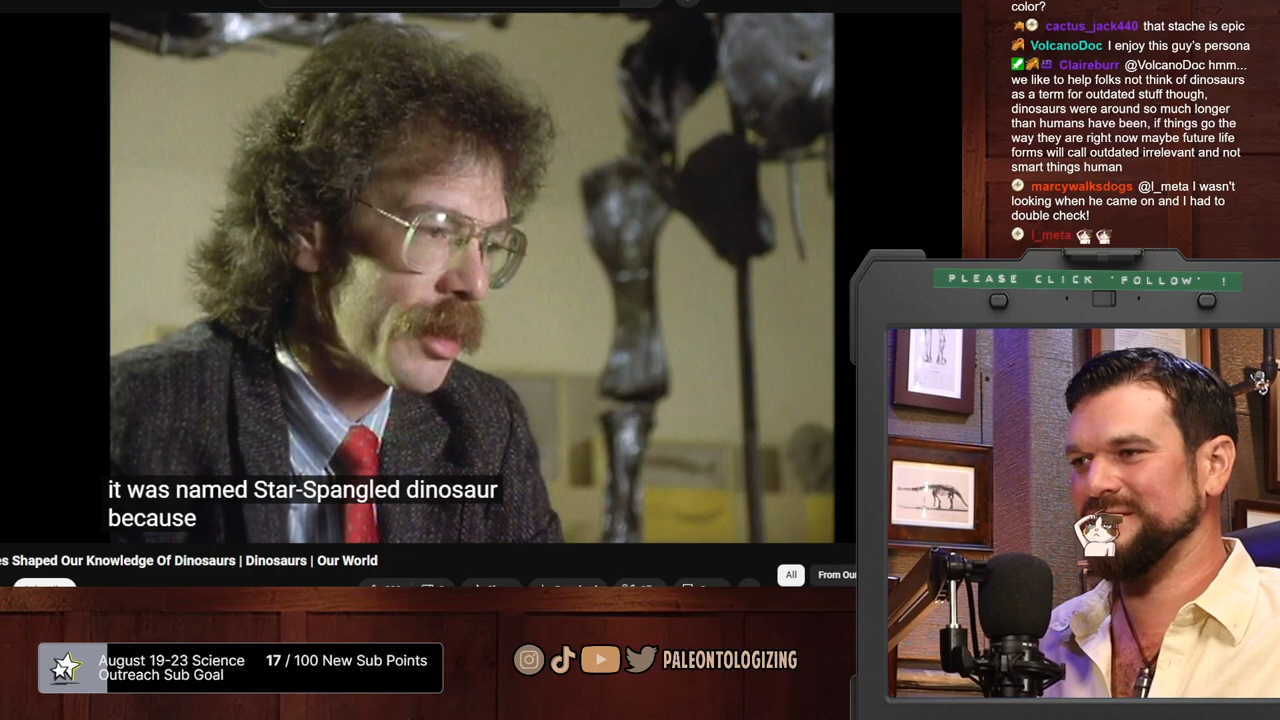 color?
cactus_jack440 that stache is epic
VolcanoDoc I enjoy this guy's persona
Claireburr @VolcanoDoc hmm...
we like to help folks not think of dinosaurs
as a term for outdated stuff though,
dinosaurs were around so much longer
than humans have been, if things go the
way they are right now maybe future life
forms will call outdated irrelevant and not
smart things human
marcywalksdogs @l_meta I wasn't
looking when he came on and I had to
double check!
l_meta
PLEASE CLICK 'FOLLOW' !
it was named Star-Spangled dinosaur
because
es Shaped Our Knowledge Of Dinosaurs | Dinosaurs | Our World
All
From Our
August 19-23 Science
Outreach Sub Goal
17 / 100 New Sub Points
PALEONTOLOGIZING